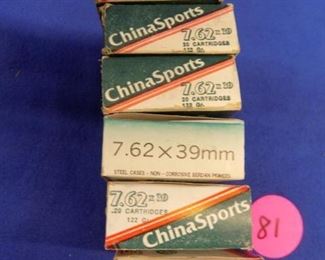 ChinaSports
7.62×39
20 CARTRIDGES
122 Gr.
ChinaSports
7.62×39
20 CARTRIDGES
122 Gr.
7.62 × 39mm
STEEL CASES - NON - CORROSIVE BERDAN PRIMERS
7.62×39
20 CARTRIDGES
122 Gr.
ChinaSports
81